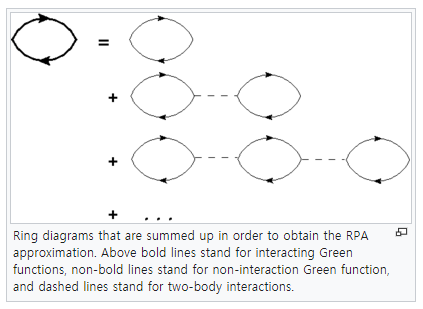 =
+
+
+ ...
Ring diagrams that are summed up in order to obtain the RPA
approximation. Above bold lines stand for interacting Green
functions, non-bold lines stand for non-interaction Green function,
and dashed lines stand for two-body interactions.